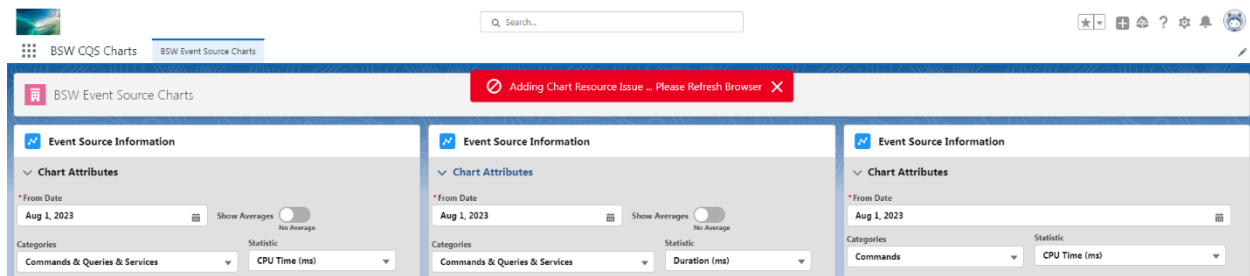 Search...
BSW CQS Charts
BSW Event Source Charts
Adding Chart Resource Issue ... Please Refresh Browser
BSW Event Source Charts
Event Source Information
Event Source Information
Event Source Information
Chart Attributes
Chart Attributes
Chart Attributes
*From Date
*From Date
*From Date
Aug 1, 2023
Show Averages
No Average
Aug 1, 2023
Show Averages
No Average
Aug 1, 2023
Categories
Statistic
Categories
Statistic
Categories
Statistic
Commands & Queries & Services
CPU Time (ms)
Commands & Queries & Services
Duration (ms)
Commands
CPU Time (ms)